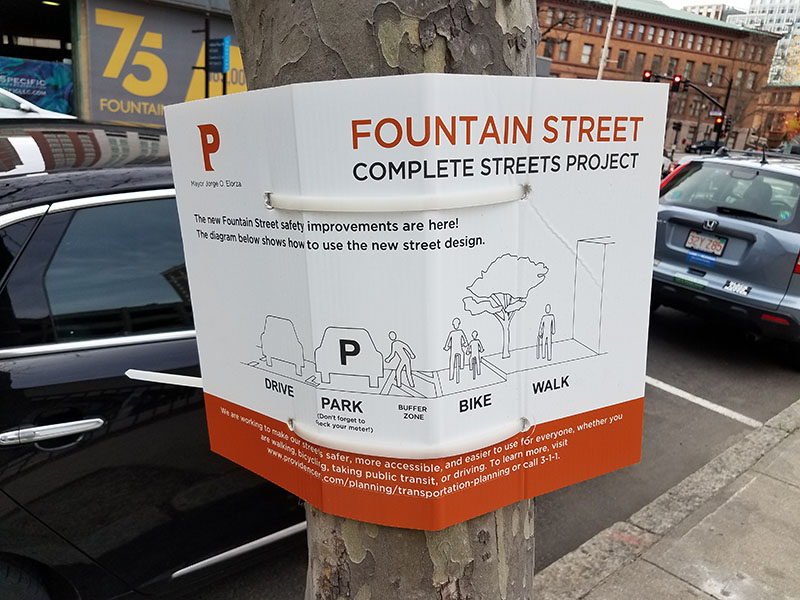 75
FOUNTAIN
SPECIFIC
P
Mayor Jorge O. Elorza
FOUNTAIN STREET
COMPLETE STREETS PROJECT
The new Fountain Street safety improvements are here!
The diagram below shows how to use the new street design.
P
DRIVE
PARK
(Don't forget to
check your meter!)
BUFFER
ZONE
BIKE
WALK
We are working to make our streets safer, more accessible, and easier to use for everyone, whether you
are walking, bicycling, taking public transit, or driving. To learn more, visit
www.providenceri.com/planning/transportation-planning or call 3-1-1.